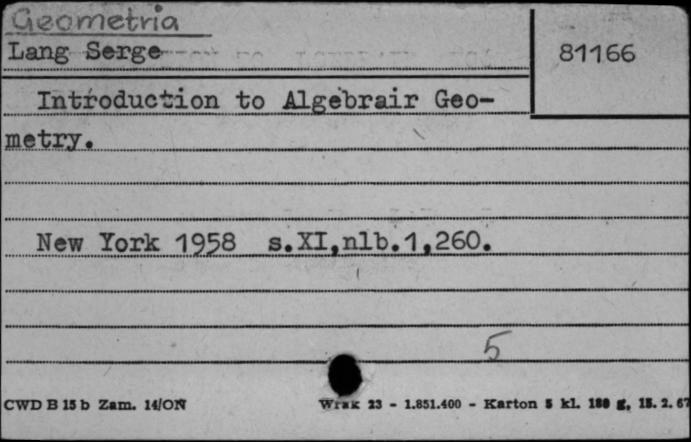 Geometria
Lang Serge
81166
Introduction to Algebrair Geo-
metry.
New York 1958 s.XI,nlb.1,260.
5
CWD B 15 b Zam. 14/ON
Wrak 23 - 1.851.400 - Karton 5 kl. 180 g, 15. 2. 67